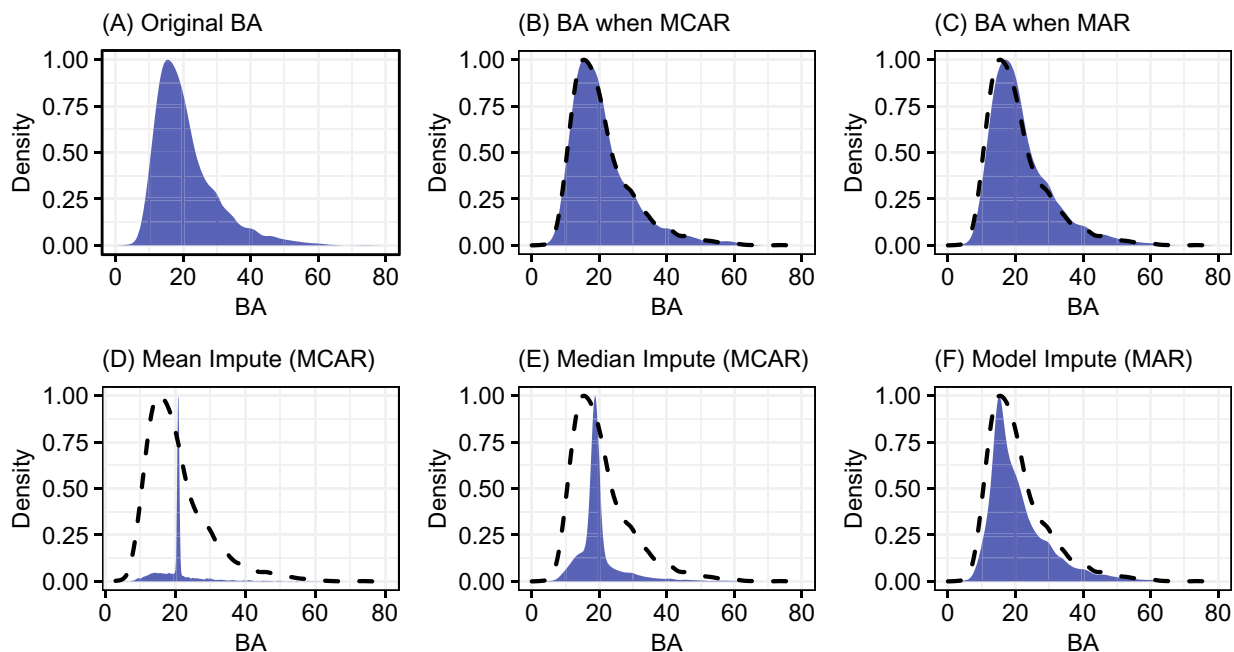 (A) Original BA
(B) BA when MCAR
(C) BA when MAR
Density
1.00
0.75
0.50
0.25
0.00
0 20 40 60 80
BA
Density
1.00
0.75
0.50
0.25
0.00
0 20 40 60 80
BA
Density
1.00
0.75
0.50
0.25
0.00
0 20 40 60 80
BA
(D) Mean Impute (MCAR)
(E) Median Impute (MCAR)
(F) Model Impute (MAR)
Density
1.00
0.75
0.50
0.25
0.00
0 20 40 60 80
BA
Density
1.00
0.75
0.50
0.25
0.00
0 20 40 60 80
BA
Density
1.00
0.75
0.50
0.25
0.00
0 20 40 60 80
BA